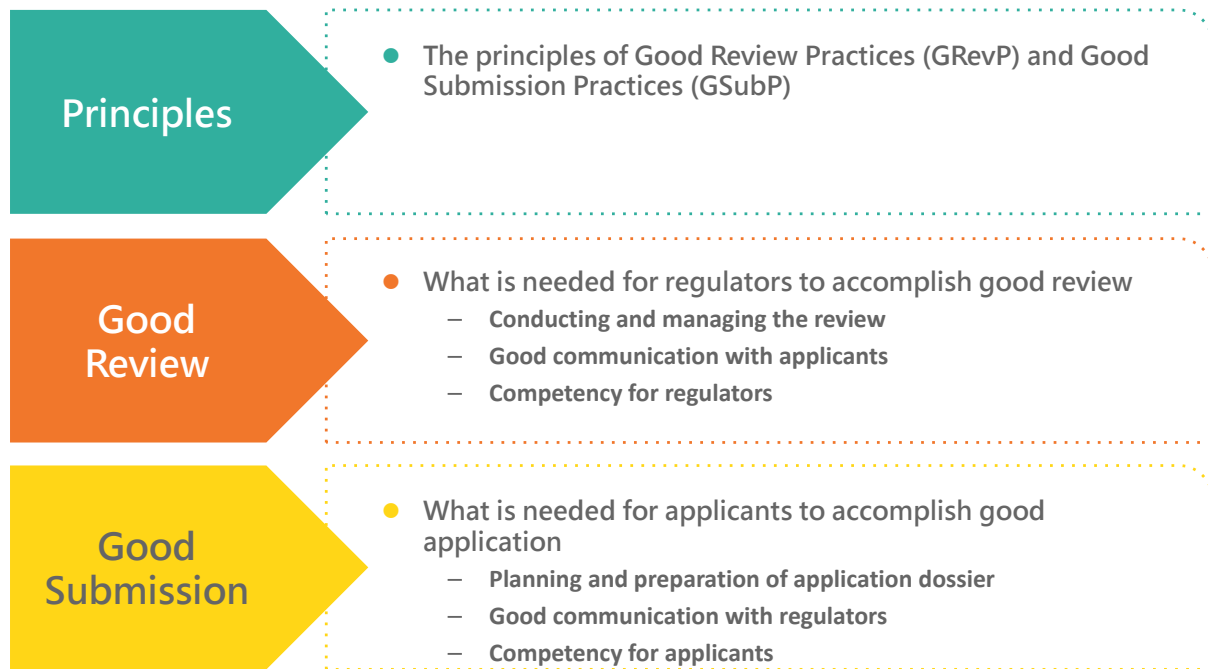 Principles
● The principles of Good Review Practices (GRevP) and Good
Submission Practices (GSubP)
Good
Review
● What is needed for regulators to accomplish good review
– Conducting and managing the review
– Good communication with applicants
– Competency for regulators
Good
Submission
● What is needed for applicants to accomplish good
application
– Planning and preparation of application dossier
– Good communication with regulators
– Competency for applicants